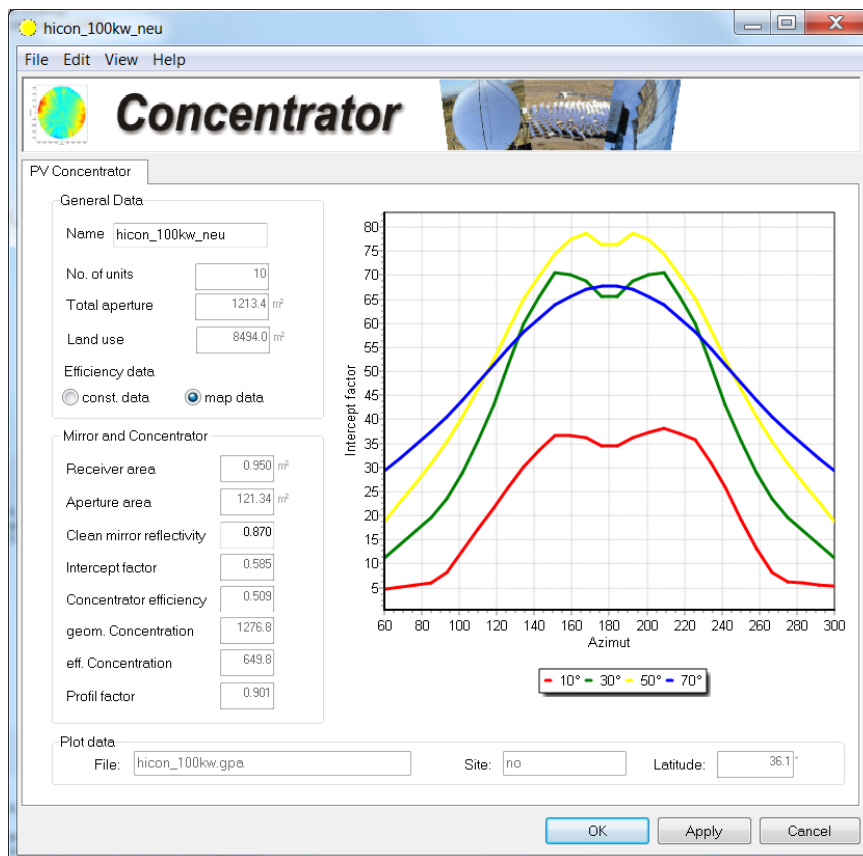 hicon_100kw_neu
File Edit View Help
Concentrator
PV Concentrator
General Data
Name hicon_100kw_neu
No. of units 10
Total aperture 1213.4 m²
Land use 8494.0 m²
Efficiency data
const. data map data
Mirror and Concentrator
Receiver area 0.950 m²
Aperture area 121.34 m²
Clean mirror reflectivity 0.870
Intercept factor 0.585
Concentrator efficiency 0.509
geom. Concentration 1276.8
eff. Concentration 649.8
Profil factor 0.901
Intercept factor
80
75
70
65
60
55
50
45
40
35
30
25
20
15
10
5
60 80 100 120 140 160 180 200 220 240 260 280 300
Azimut
10° 30° 50° 70°
Plot data
File: hicon_100kw.gpa Site: no Latitude: 36.1 °
OK Apply Cancel